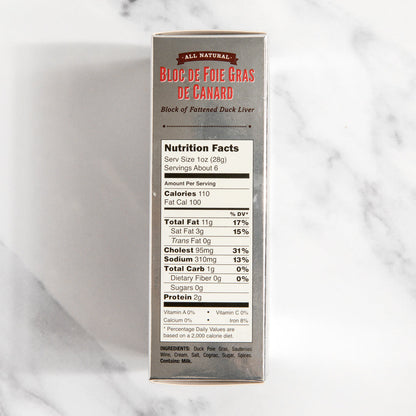 ALL NATURAL
BLOC DE FOIE GRAS
DE CANARD
Block of Fattened Duck Liver
Nutrition Facts
Serv Size 1oz (28g)
Servings About 6
Amount Per Serving
Calories 110
Fat Cal 100
% DV*
Total Fat 11g 17%
Sat Fat 3g 15%
Trans Fat 0g
Cholest 95mg 31%
Sodium 310mg 13%
Total Carb 1g 0%
Dietary Fiber 0g 0%
Sugars 0g
Protein 2g
Vitamin A 0% • Vitamin C 0%
Calcium 0% • Iron 8%
* Percentage Daily Values are
based on a 2,000 calorie diet.
INGREDIENTS: Duck Foie Gras, Sauternes
Wine, Cream, Salt, Cognac, Sugar, Spices.
Contains: Milk.